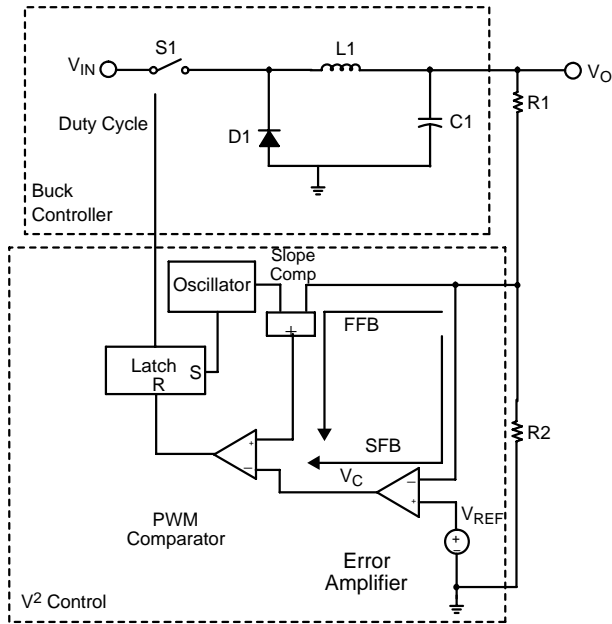 S1
L1
V_IN
V_O
R1
Duty Cycle
D1
C1
Buck
Controller
Slope
Comp
Oscillator
+
FFB
Latch
S
R
R2
+
−
SFB
V_C
−
+
V_REF
PWM
Comparator
+
−
Error
Amplifier
V² Control